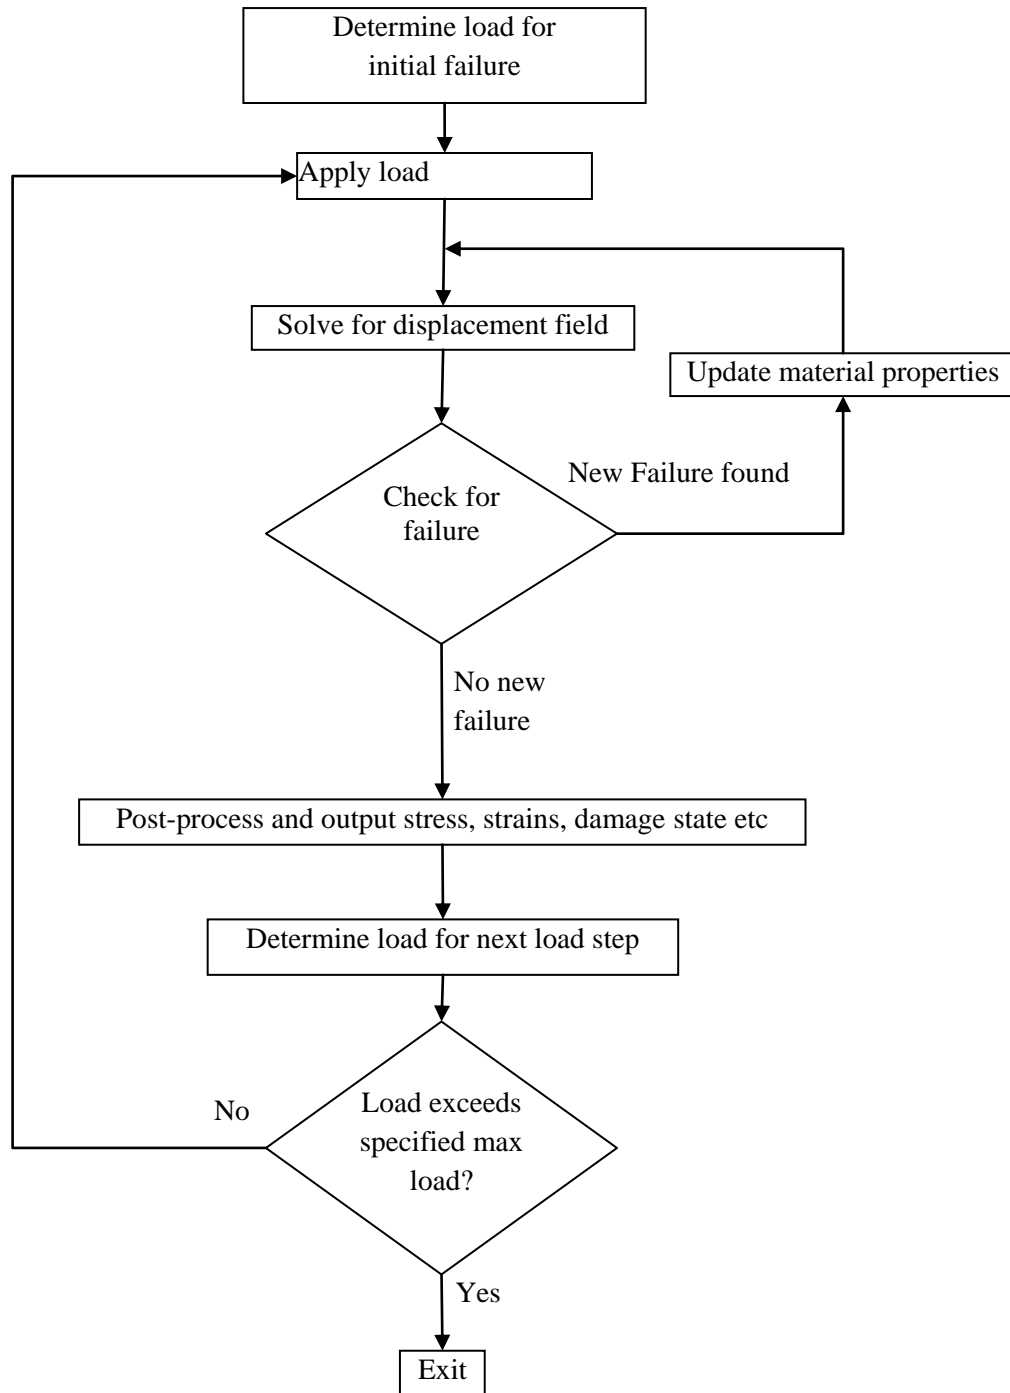 Determine load for
initial failure
Apply load
Solve for displacement field
Update material properties
New Failure found
Check for
failure
No new
failure
Post-process and output stress, strains, damage state etc
Determine load for next load step
No
Load exceeds
specified max
load?
Yes
Exit